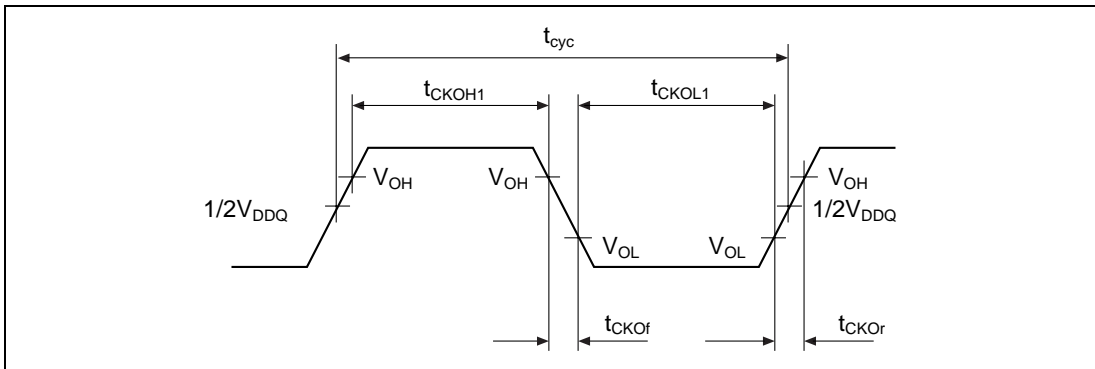 tcyc
tCKOH1 tCKOL1
VOH VOH VOH
1/2VDDQ 1/2VDDQ
VOL VOL
tCKOf tCKOr